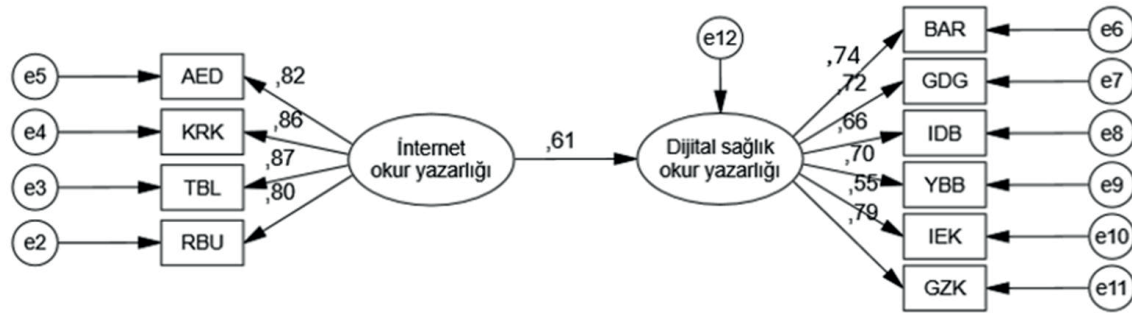 e5
AED
,82
e4
KRK
,86
e3
TBL
,87
e2
RBU
,80
İnternet
okur yazarlığı
,61
e12
Dijital sağlık
okur yazarlığı
,74
BAR
e6
,72
GDG
e7
,66
IDB
e8
,70
YBB
e9
,55
IEK
e10
,79
GZK
e11